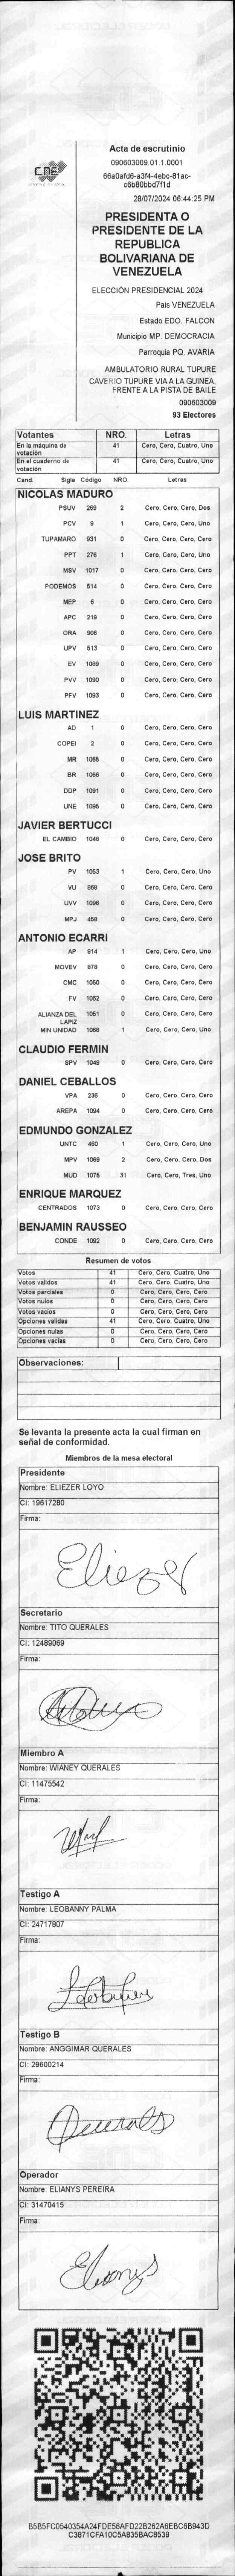 Acta de escrutinio
090603009.01.1.0001
66a0afd6-a3f4-4ebc-81ac-
c6b80bbd7f1d
28/07/2024 06:44:25 PM
CNE
PRESIDENTA O
PRESIDENTE DE LA
REPUBLICA
BOLIVARIANA DE
VENEZUELA
ELECCIÓN PRESIDENCIAL 2024
Pais VENEZUELA
Estado EDO. FALCON
Municipio MP. DEMOCRACIA
Parroquia PQ. AVARIA
AMBULATORIO RURAL TUPURE
CAVERIO TUPURE VIA A LA GUINEA.
FRENTE A LA PISTA DE BAILE
090603009
93 Electores
Votantes NRO. Letras
En la máquina de votación 41 Cero, Cero, Cuatro, Uno
En el cuaderno de votación 41 Cero, Cero, Cuatro, Uno
Cand. Sigla Código NRO. Letras
NICOLAS MADURO
PSUV 269 2 Cero, Cero, Cero, Dos
PCV 9 1 Cero, Cero, Cero, Uno
TUPAMARO 931 0 Cero, Cero, Cero, Cero
PPT 276 1 Cero, Cero, Cero, Uno
MSV 1017 0 Cero, Cero, Cero, Cero
PODEMOS 514 0 Cero, Cero, Cero, Cero
MEP 6 0 Cero, Cero, Cero, Cero
APC 219 0 Cero, Cero, Cero, Cero
ORA 906 0 Cero, Cero, Cero, Cero
UPV 513 0 Cero, Cero, Cero, Cero
EV 1089 0 Cero, Cero, Cero, Cero
PVV 1090 0 Cero, Cero, Cero, Cero
PFV 1093 0 Cero, Cero, Cero, Cero
LUIS MARTINEZ
AD 1 0 Cero, Cero, Cero, Cero
COPEI 2 0 Cero, Cero, Cero, Cero
MR 1065 0 Cero, Cero, Cero, Cero
BR 1066 0 Cero, Cero, Cero, Cero
DDP 1091 0 Cero, Cero, Cero, Cero
UNE 1095 0 Cero, Cero, Cero, Cero
JAVIER BERTUCCI
EL CAMBIO 1048 0 Cero, Cero, Cero, Cero
JOSE BRITO
PV 1053 1 Cero, Cero, Cero, Uno
VU 868 0 Cero, Cero, Cero, Cero
UVV 1096 0 Cero, Cero, Cero, Cero
MPJ 458 0 Cero, Cero, Cero, Cero
ANTONIO ECARRI
AP 814 1 Cero, Cero, Cero, Uno
MOVEV 878 0 Cero, Cero, Cero, Cero
CMC 1050 0 Cero, Cero, Cero, Cero
FV 1062 0 Cero, Cero, Cero, Cero
ALIANZA DEL LAPIZ 1051 0 Cero, Cero, Cero, Cero
MIN UNIDAD 1068 1 Cero, Cero, Cero, Uno
CLAUDIO FERMIN
SPV 1049 0 Cero, Cero, Cero, Cero
DANIEL CEBALLOS
VPA 236 0 Cero, Cero, Cero, Cero
AREPA 1094 0 Cero, Cero, Cero, Cero
EDMUNDO GONZALEZ
UNTC 460 1 Cero, Cero, Cero, Uno
MPV 1069 2 Cero, Cero, Cero, Dos
MUD 1075 31 Cero, Cero, Tres, Uno
ENRIQUE MARQUEZ
CENTRADOS 1073 0 Cero, Cero, Cero, Cero
BENJAMIN RAUSSEO
CONDE 1092 0 Cero, Cero, Cero, Cero
Resumen de votos
Votos 41 Cero, Cero, Cuatro, Uno
Votos validos 41 Cero, Cero, Cuatro, Uno
Votos parciales 0 Cero, Cero, Cero, Cero
Votos nulos 0 Cero, Cero, Cero, Cero
Votos vacios 0 Cero, Cero, Cero, Cero
Opciones validas 41 Cero, Cero, Cuatro, Uno
Opciones nulas 0 Cero, Cero, Cero, Cero
Opciones vacias 0 Cero, Cero, Cero, Cero
Observaciones:
Se levanta la presente acta la cual firman en
señal de conformidad.
Miembros de la mesa electoral
Presidente
Nombre: ELIEZER LOYO
CI: 19617280
Firma:
Eliezer
Secretario
Nombre: TITO QUERALES
CI: 12489069
Firma:
Miembro A
Nombre: WIANEY QUERALES
CI: 11475542
Firma:
Testigo A
Nombre: LEOBANNY PALMA
CI: 24717807
Firma:
Testigo B
Nombre: ANGGIMAR QUERALES
CI: 29600214
Firma:
Querales
Operador
Nombre: ELIANYS PEREIRA
CI: 31470415
Firma:
Elianys
B5B5FC0540354A24FDE56AFD22B262A6EBC6B943D
C3871CFA10C5A835BAC8539